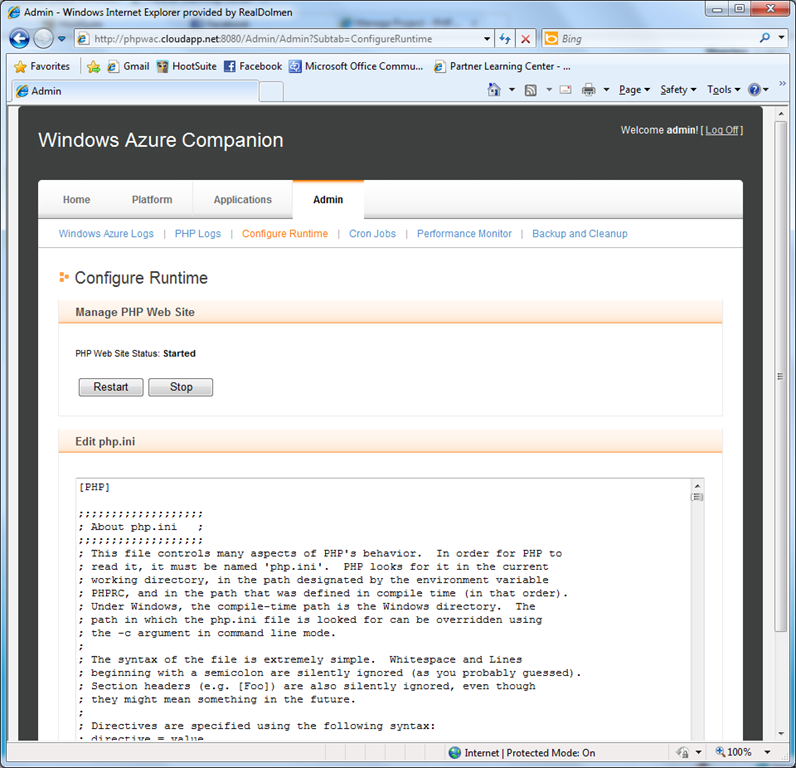 Admin - Windows Internet Explorer provided by RealDolmen
http://phpwac.cloudapp.net:8080/Admin/Admin?Subtab=ConfigureRuntime
Bing
Favorites Gmail HootSuite Facebook Microsoft Office Commu... Partner Learning Center - ...
Admin
Page Safety Tools
Windows Azure Companion
Welcome admin! [ Log Off ]
Home Platform Applications Admin
Windows Azure Logs | PHP Logs | Configure Runtime | Cron Jobs | Performance Monitor | Backup and Cleanup
Configure Runtime
Manage PHP Web Site
PHP Web Site Status: Started
Restart Stop
Edit php.ini
[PHP]
;;;;;;;;;;;;;;;;;;;
; About php.ini   ;
;;;;;;;;;;;;;;;;;;;
; This file controls many aspects of PHP's behavior.  In order for PHP to
; read it, it must be named 'php.ini'.  PHP looks for it in the current
; working directory, in the path designated by the environment variable
; PHPRC, and in the path that was defined in compile time (in that order).
; Under Windows, the compile-time path is the Windows directory.  The
; path in which the php.ini file is looked for can be overridden using
; the -c argument in command line mode.
;
; The syntax of the file is extremely simple.  Whitespace and Lines
; beginning with a semicolon are silently ignored (as you probably guessed).
; Section headers (e.g. [Foo]) are also silently ignored, even though
; they might mean something in the future.
;
; Directives are specified using the following syntax:
; directive = value
Internet | Protected Mode: On
100%